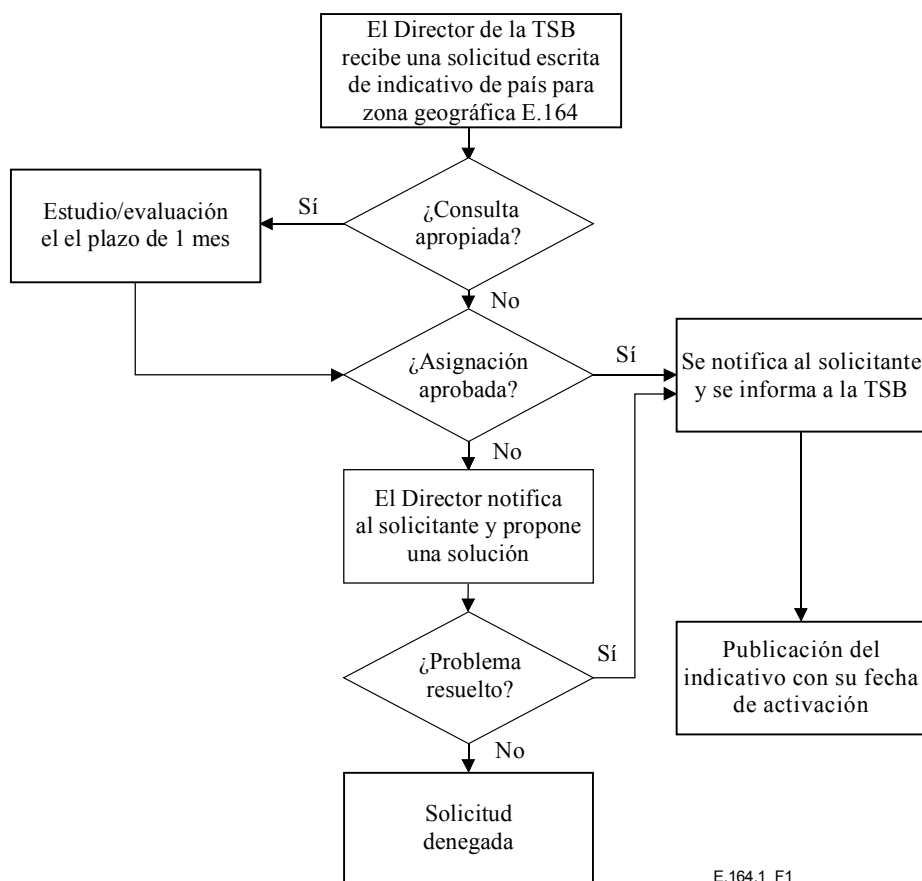 El Director de la TSB
recibe una solicitud escrita
de indicativo de país para
zona geográfica E.164
Estudio/evaluación
el el plazo de 1 mes
Sí
¿Consulta
apropiada?
No
¿Asignación
aprobada?
Sí
Se notifica al solicitante
y se informa a la TSB
No
El Director notifica
al solicitante y propone
una solución
¿Problema
resuelto?
Sí
Publicación del
indicativo con su fecha
de activación
No
Solicitud
denegada
E.164.1_F1